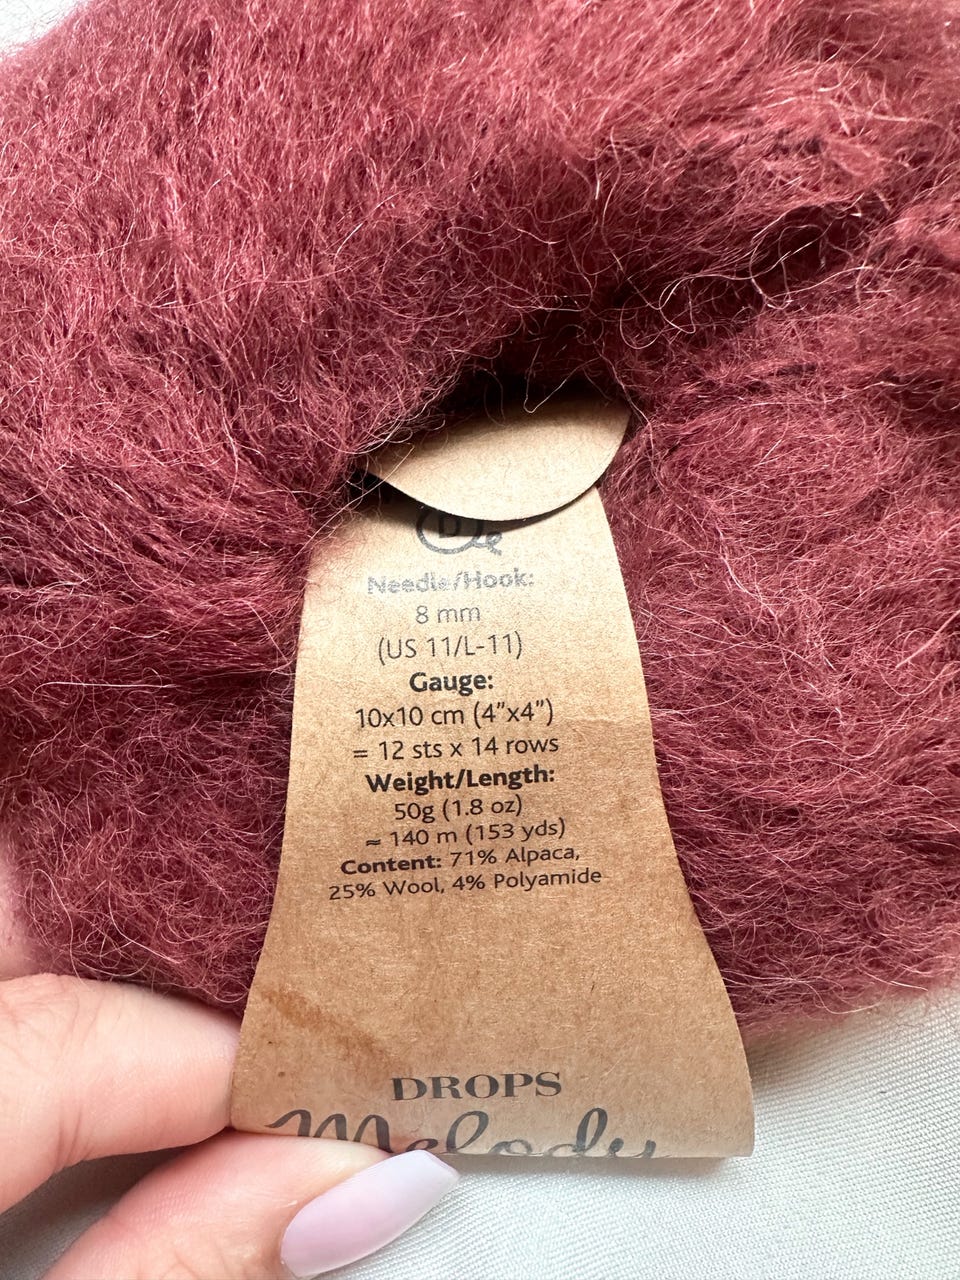 D
Needle/Hook:
8 mm
(US 11/L-11)
Gauge:
10x10 cm (4”x4”)
= 12 sts x 14 rows
Weight/Length:
50g (1.8 oz)
≈ 140 m (153 yds)
Content: 71% Alpaca,
25% Wool, 4% Polyamide
DROPS
Melody